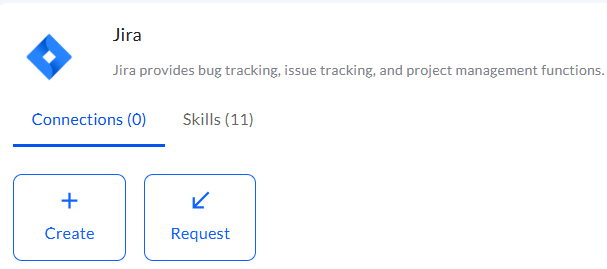 Jira
Jira provides bug tracking, issue tracking, and project management functions.
Connections (0)
Skills (11)
Create
Request